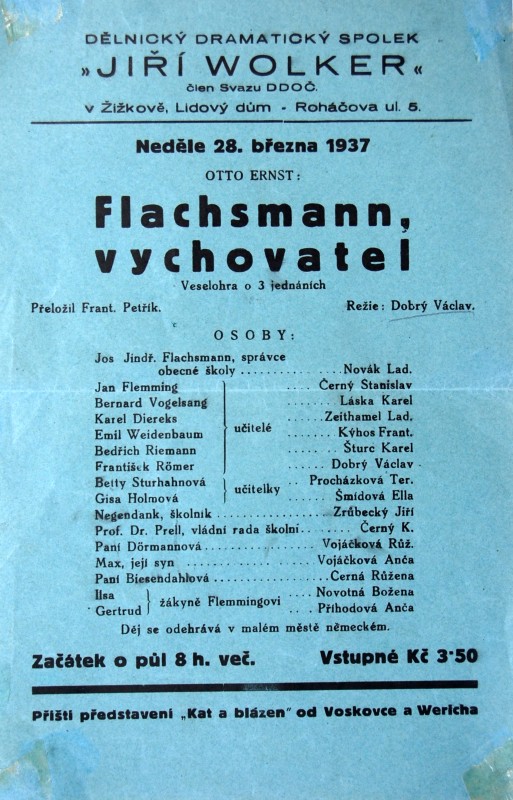 DĚLNICKÝ DRAMATICKÝ SPOLEK
»JIŘÍ WOLKER«
člen Svazu DDOČ.
v Žižkově, Lidový dům - Roháčova ul. 5.
Neděle 28. března 1937
OTTO ERNST:
Flachsmann,
vychovatel
Veselohra o 3 jednáních
Přeložil Frant. Petřík. Režie: Dobrý Václav.
OSOBY:
Jos Jindř. Flachsmann, správce
obecné školy ............... Novák Lad.
Jan Flemming .... Černý Stanislav
Bernard Vogelsang ....... Láska Karel
Karel Diereks ..... Zeithamel Lad.
Emil Weidenbaum } učitelé ....... Kýhos Frant.
Bedřich Riemann ...... Šturc Karel
František Römer ...... Dobrý Václav
Betty Sturhahnová } učitelky .. Procházková Ter.
Gisa Holmová ..... Šmídová Ella
Negendank, školník ................ Zrůbecký Jiří
Prof. Dr. Prell, vládní rada školní ........ Černý K.
Paní Dörmannová ............... Vojáčková Růž.
Max, její syn ................ Vojáčková Anča
Paní Biesendahlová ................ Černá Růžena
Ilsa } žákyně Flemmingovi .... Novotná Božena
Gertrud ... Příhodová Anča
Děj se odehrává v malém městě německém.
Začátek o půl 8 h. več. Vstupné Kč 3·50
Příští představení „Kat a blázen" od Voskovce a Wericha